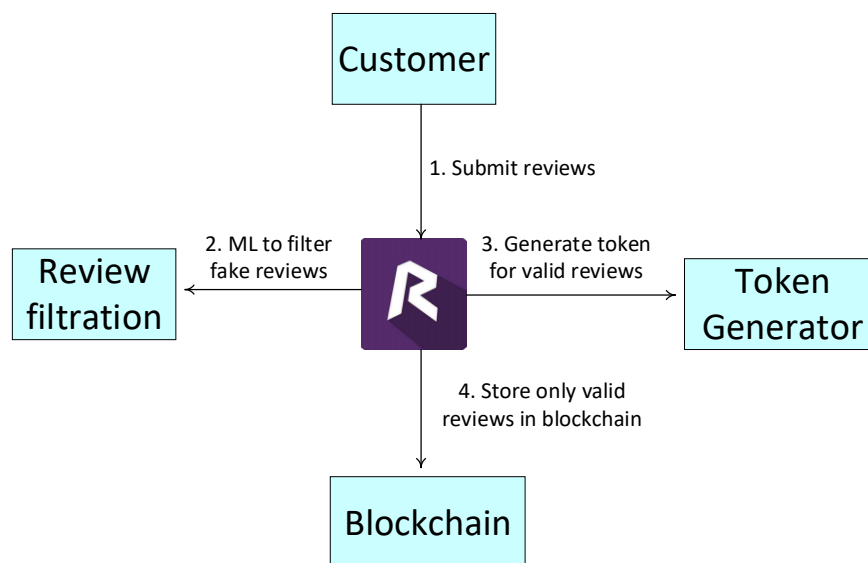 Customer
1. Submit reviews
2. ML to filter
fake reviews
3. Generate token
for valid reviews
Review
filtration
R
Token
Generator
4. Store only valid
reviews in blockchain
Blockchain